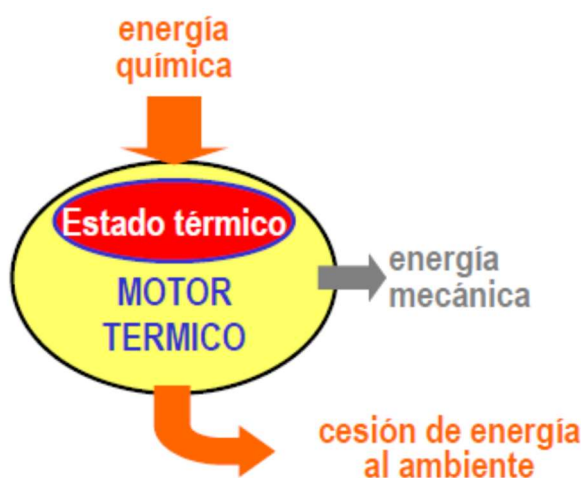 energía
química
Estado térmico
MOTOR
TERMICO
energía
mecánica
cesión de energía
al ambiente